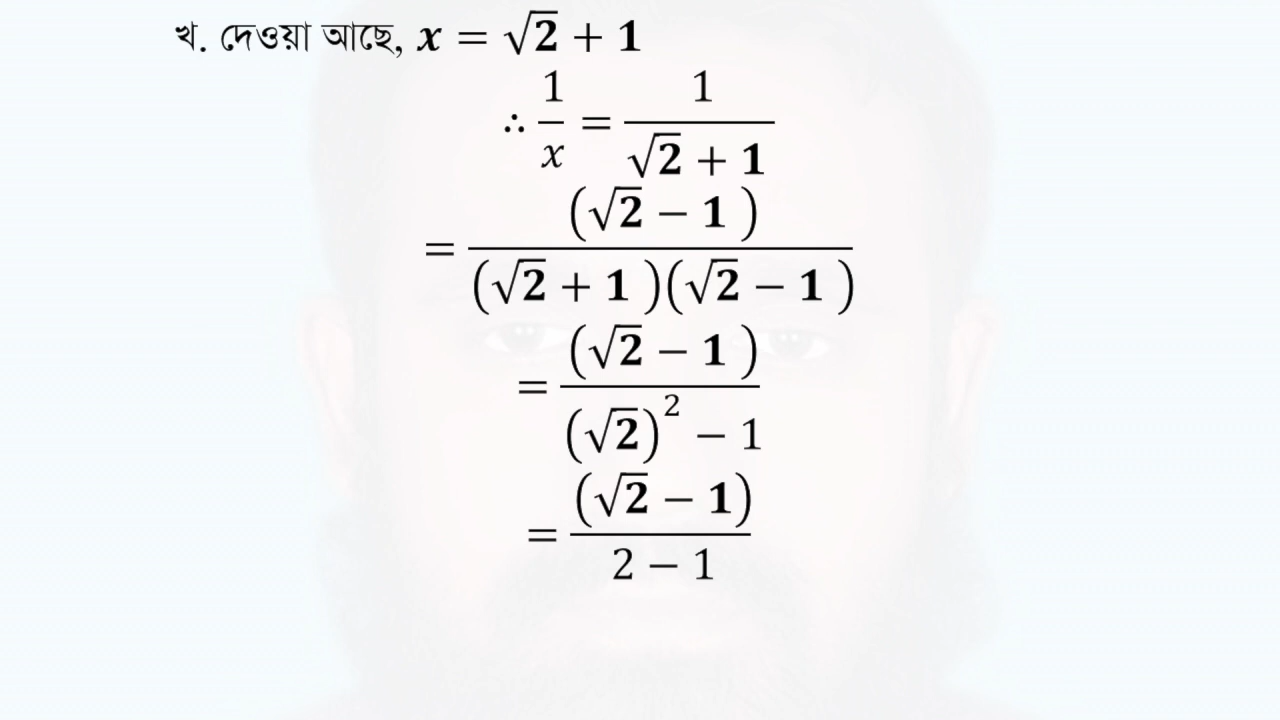 খ. দেওয়া আছে, x = √2 + 1
∴ 1/x = 1/(√2 + 1)
= (√2 − 1 )/(√2 + 1 )(√2 − 1 )
= (√2 − 1 )/(√2)² − 1
= (√2 − 1)/2 − 1